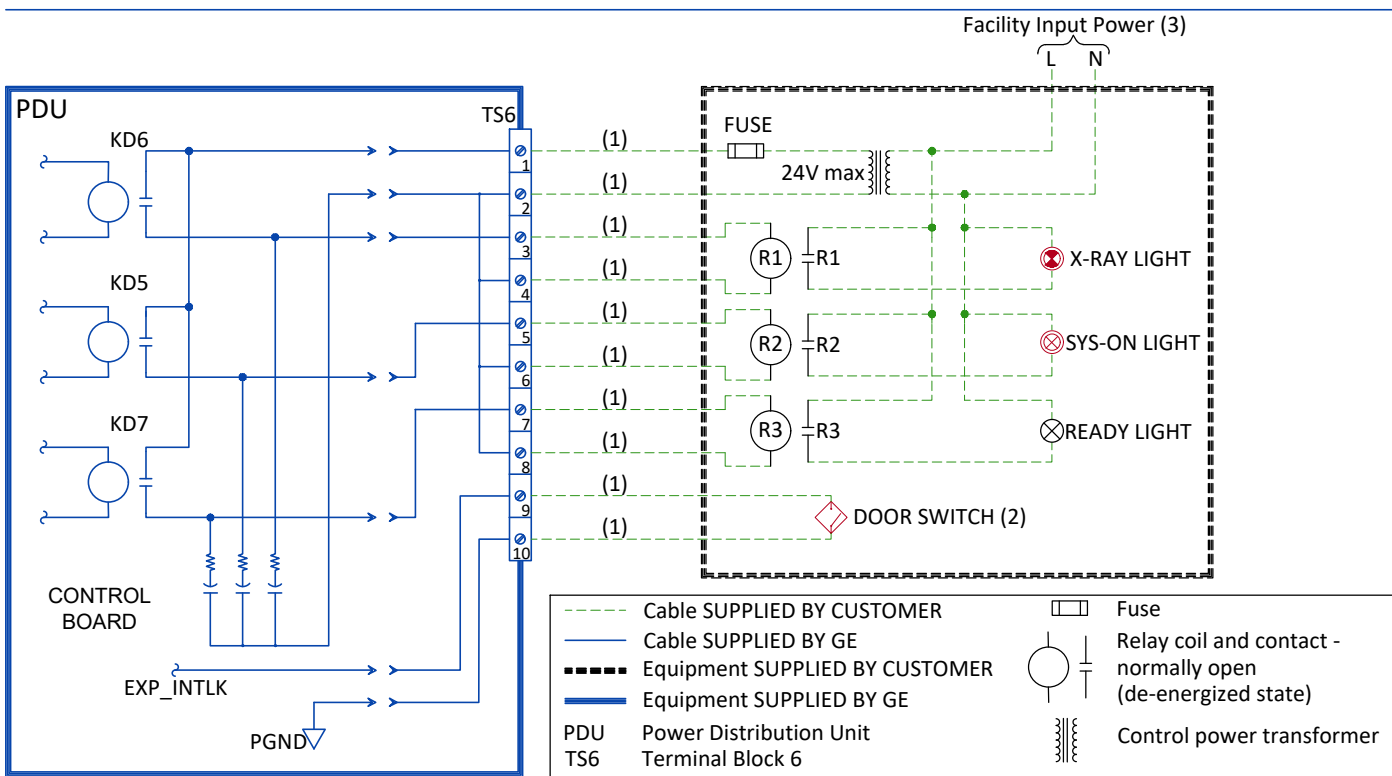 Facility Input Power (3)
L N
PDU
TS6
KD6
KD5
KD7
CONTROL
BOARD
EXP_INTLK
PGND
1
2
3
4
5
6
7
8
9
10
(1)
(1)
(1)
(1)
(1)
(1)
(1)
(1)
(1)
(1)
FUSE
24V max
R1 R1 X-RAY LIGHT
R2 R2 SYS-ON LIGHT
R3 R3 READY LIGHT
DOOR SWITCH (2)
Cable SUPPLIED BY CUSTOMER
Cable SUPPLIED BY GE
Equipment SUPPLIED BY CUSTOMER
Equipment SUPPLIED BY GE
PDU Power Distribution Unit
TS6 Terminal Block 6
Fuse
Relay coil and contact -
normally open
(de-energized state)
Control power transformer